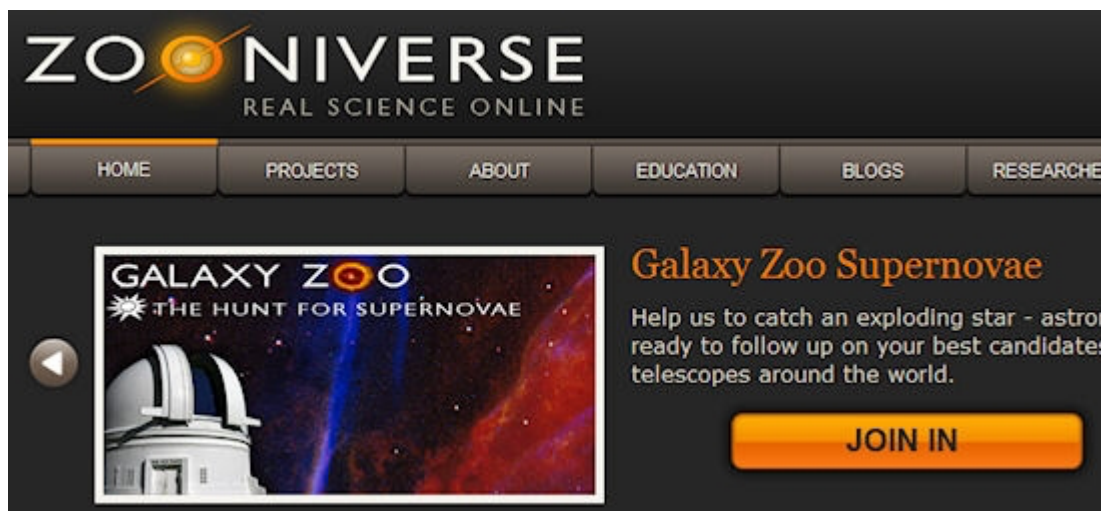 ZOONIVERSE
REAL SCIENCE ONLINE
HOME PROJECTS ABOUT EDUCATION BLOGS RESEARCHE
GALAXY ZOO
THE HUNT FOR SUPERNOVAE
Galaxy Zoo Supernovae
Help us to catch an exploding star - astro
ready to follow up on your best candidates
telescopes around the world.
JOIN IN